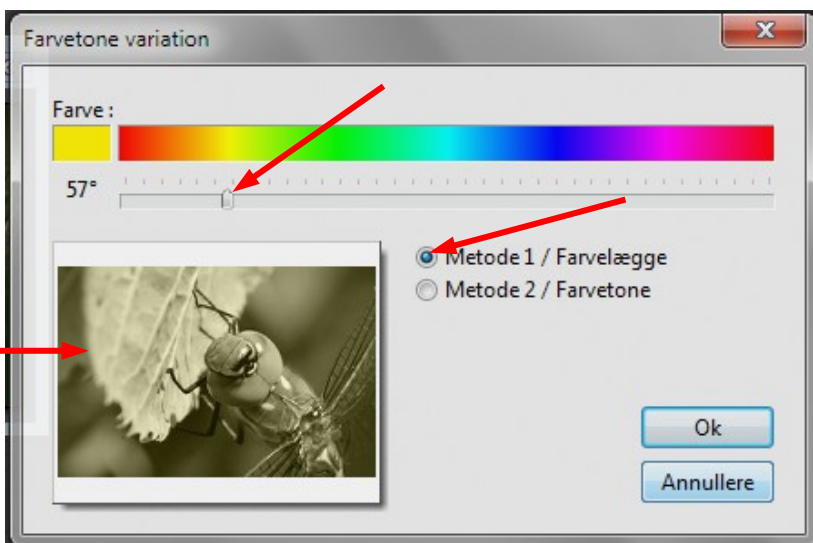 Farvetone variation
Farve :
57°
Metode 1 / Farvelægge
Metode 2 / Farvetone
Ok
Annullere